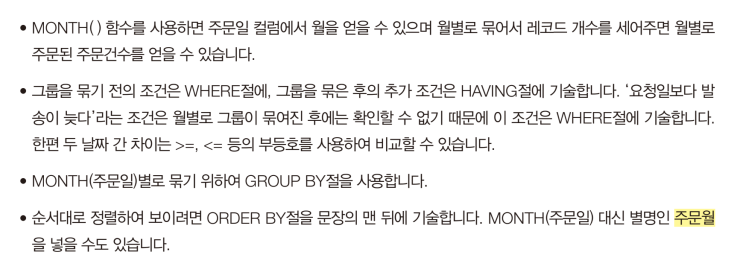 • MONTH( ) 함수를 사용하면 주문일 컬럼에서 월을 얻을 수 있으며 월별로 묶어서 레코드 개수를 세어주면 월별로
주문된 주문건수를 얻을 수 있습니다.
• 그룹을 묶기 전의 조건은 WHERE절에, 그룹을 묶은 후의 추가 조건은 HAVING절에 기술합니다. ‘요청일보다 발
송이 늦다’라는 조건은 월별로 그룹이 묶여진 후에는 확인할 수 없기 때문에 이 조건은 WHERE절에 기술합니다.
한편 두 날짜 간 차이는 >=, <= 등의 부등호를 사용하여 비교할 수 있습니다.
• MONTH(주문일)별로 묶기 위하여 GROUP BY절을 사용합니다.
• 순서대로 정렬하여 보이려면 ORDER BY절을 문장의 맨 뒤에 기술합니다. MONTH(주문일) 대신 별명인 주문월
을 넣을 수도 있습니다.